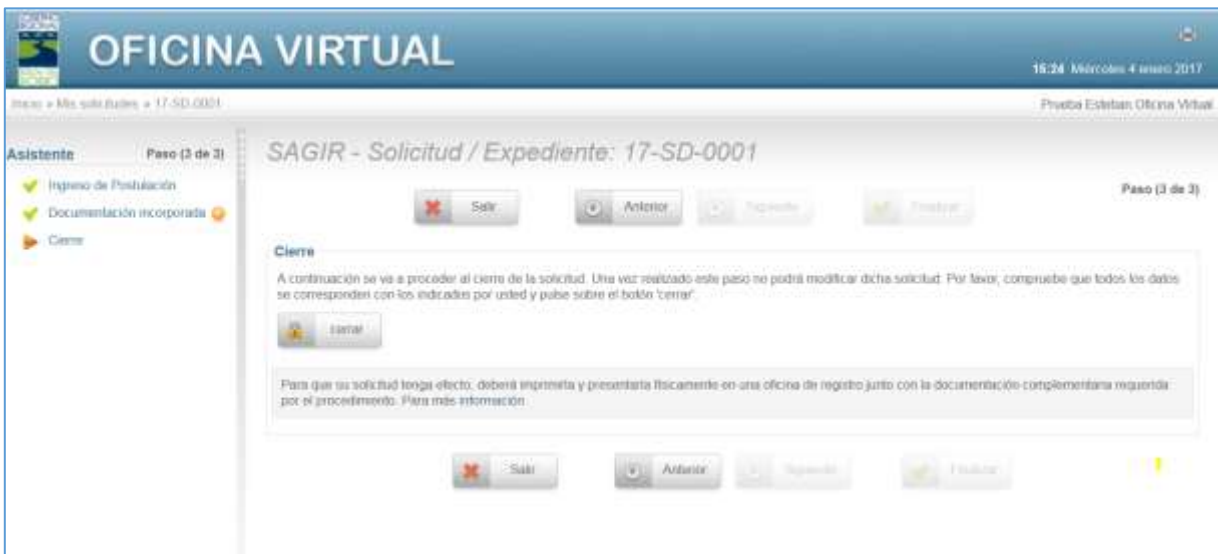 OFICINA VIRTUAL
15:24 Miércoles 4 enero 2017
Inicio » Mis solicitudes » 17-SD-0001
Prueba Esteban Oficina Virtual
Asistente Paso (3 de 3)
Ingreso de Postulación
Documentación incorporada
Cierre
SAGIR - Solicitud / Expediente: 17-SD-0001
Paso (3 de 3)
Salir Anterior Siguiente Finalizar
Cierre
A continuación se va a proceder al cierre de la solicitud. Una vez realizado este paso no podrá modificar dicha solicitud. Por favor, compruebe que todos los datos
se corresponden con los indicados por usted y pulse sobre el botón 'cerrar'.
cerrar
Para que su solicitud tenga efecto, deberá imprimirla y presentarla físicamente en una oficina de registro junto con la documentación complementaria requerida
por el procedimiento. Para más información
Salir Anterior Siguiente Finalizar